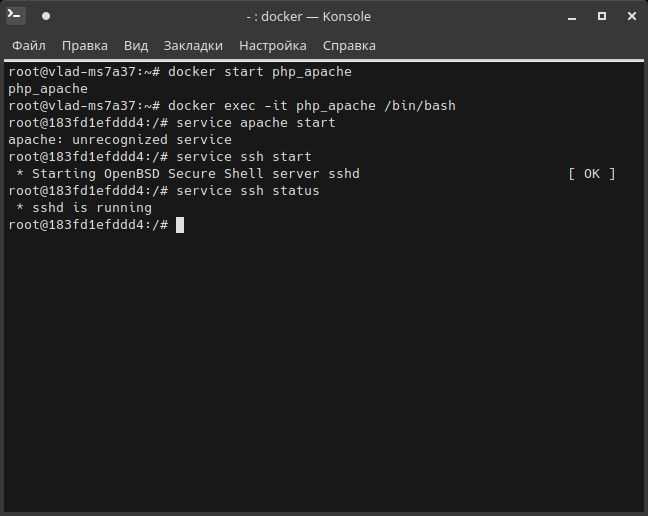 - : docker — Konsole
Файл Правка Вид Закладки Настройка Справка
root@vlad-ms7a37:~# docker start php_apache
php_apache
root@vlad-ms7a37:~# docker exec -it php_apache /bin/bash
root@183fd1efddd4:/# service apache start
apache: unrecognized service
root@183fd1efddd4:/# service ssh start
 * Starting OpenBSD Secure Shell server sshd [ OK ]
root@183fd1efddd4:/# service ssh status
 * sshd is running
root@183fd1efddd4:/#